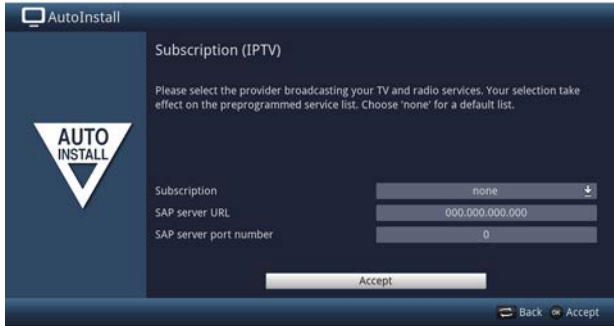 AutoInstall
Subscription (IPTV)
Please select the provider broadcasting your TV and radio services. Your selection take
effect on the preprogrammed service list. Choose 'none' for a default list.
AUTO
INSTALL
Subscription none
SAP server URL 000.000.000.000
SAP server port number 0
Accept
Back OK Accept